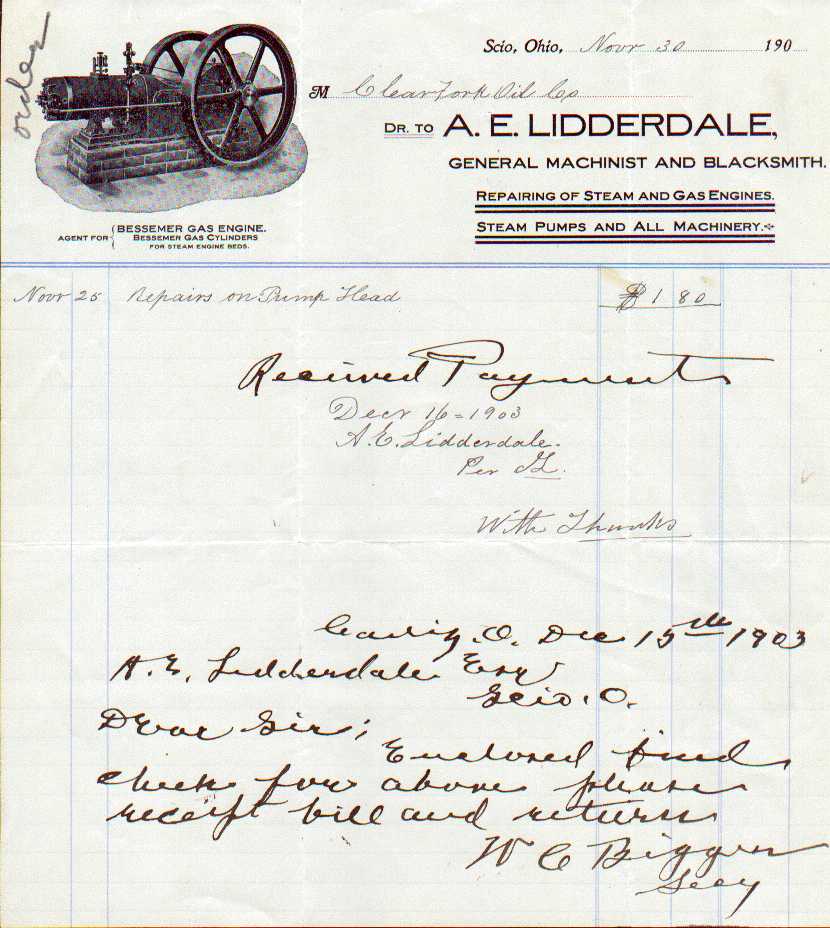 order
Scio, Ohio, Novr 30 190
M Clear Fork Oil Co
DR. TO A. E. LIDDERDALE,
GENERAL MACHINIST AND BLACKSMITH.
REPAIRING OF STEAM AND GAS ENGINES.
STEAM PUMPS AND ALL MACHINERY.
AGENT FOR { BESSEMER GAS ENGINE.
BESSEMER GAS CYLINDERS
FOR STEAM ENGINE BEDS.
Novr 25 Repairs on Pump Head $1 80
Received Payment
Decr 16 = 1903
A. E. Lidderdale.
Per
With Thanks
O. Dec 15th 1903
A. E. Lidderdale Esq
Scio. O.
Dear Sir;
Enclosed find
check for above please
receipt bill and return
W C
Secy